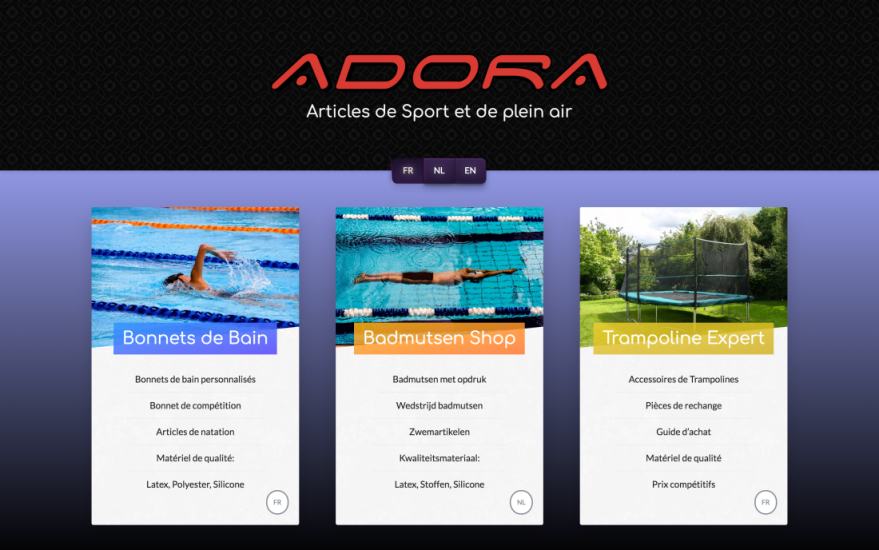 ADORA
Articles de Sport et de plein air
FR NL EN
Bonnets de Bain
Bonnets de bain personnalisés
Bonnet de compétition
Articles de natation
Matériel de qualité:
Latex, Polyester, Silicone
FR
Badmutsen Shop
Badmutsen met opdruk
Wedstrijd badmutsen
Zwemartikelen
Kwaliteitsmateriaal:
Latex, Stoffen, Silicone
NL
Trampoline Expert
Accessoires de Trampolines
Pièces de rechange
Guide d'achat
Matériel de qualité
Prix compétitifs
FR